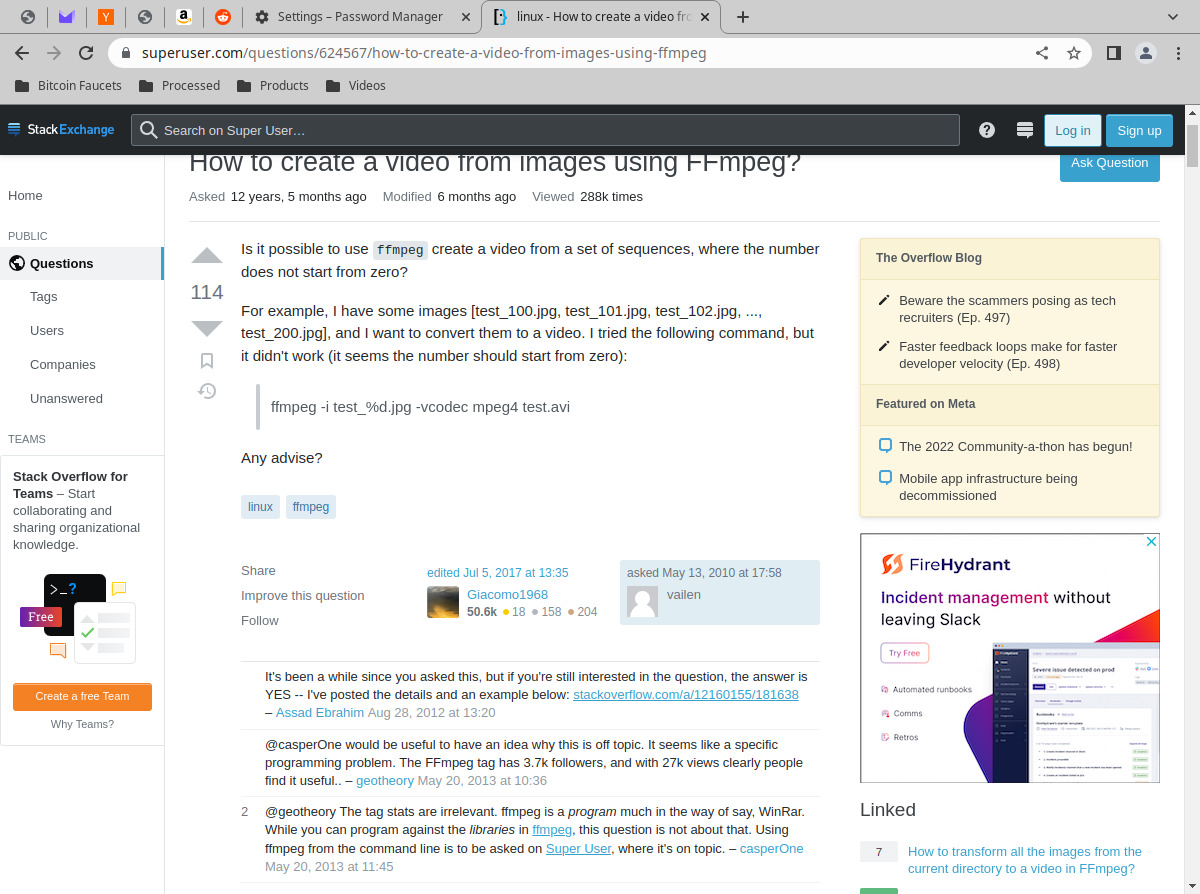 Settings – Password Manager
linux - How to create a video fro
superuser.com/questions/624567/how-to-create-a-video-from-images-using-ffmpeg
Bitcoin Faucets
Processed
Products
Videos
StackExchange
Search on Super User…
Log in
Sign up
How to create a video from images using FFmpeg?
Ask Question
Asked 12 years, 5 months ago Modified 6 months ago Viewed 288k times
Home
PUBLIC
Questions
Tags
Users
Companies
Unanswered
TEAMS
Stack Overflow for
Teams – Start
collaborating and
sharing organizational
knowledge.
>_?
Free
Create a free Team
Why Teams?
114
Is it possible to use ffmpeg create a video from a set of sequences, where the number
does not start from zero?
For example, I have some images [test_100.jpg, test_101.jpg, test_102.jpg, ...,
test_200.jpg], and I want to convert them to a video. I tried the following command, but
it didn't work (it seems the number should start from zero):
ffmpeg -i test_%d.jpg -vcodec mpeg4 test.avi
Any advise?
linux
ffmpeg
Share
Improve this question
Follow
edited Jul 5, 2017 at 13:35
Giacomo1968
50.6k 18 158 204
asked May 13, 2010 at 17:58
vailen
It's been a while since you asked this, but if you're still interested in the question, the answer is
YES -- I've posted the details and an example below: stackoverflow.com/a/12160155/181638
– Assad Ebrahim Aug 28, 2012 at 13:20
@casperOne would be useful to have an idea why this is off topic. It seems like a specific
programming problem. The FFmpeg tag has 3.7k followers, and with 27k views clearly people
find it useful.. – geotheory May 20, 2013 at 10:36
2
@geotheory The tag stats are irrelevant. ffmpeg is a program much in the way of say, WinRar.
While you can program against the libraries in ffmpeg, this question is not about that. Using
ffmpeg from the command line is to be asked on Super User, where it's on topic. – casperOne
May 20, 2013 at 11:45
The Overflow Blog
Beware the scammers posing as tech
recruiters (Ep. 497)
Faster feedback loops make for faster
developer velocity (Ep. 498)
Featured on Meta
The 2022 Community-a-thon has begun!
Mobile app infrastructure being
decommissioned
FireHydrant
Incident management without
leaving Slack
Try Free
Automated runbooks
Comms
Retros
Severe issue detected on prod
Runbooks
Linked
7
How to transform all the images from the
current directory to a video in FFmpeg?